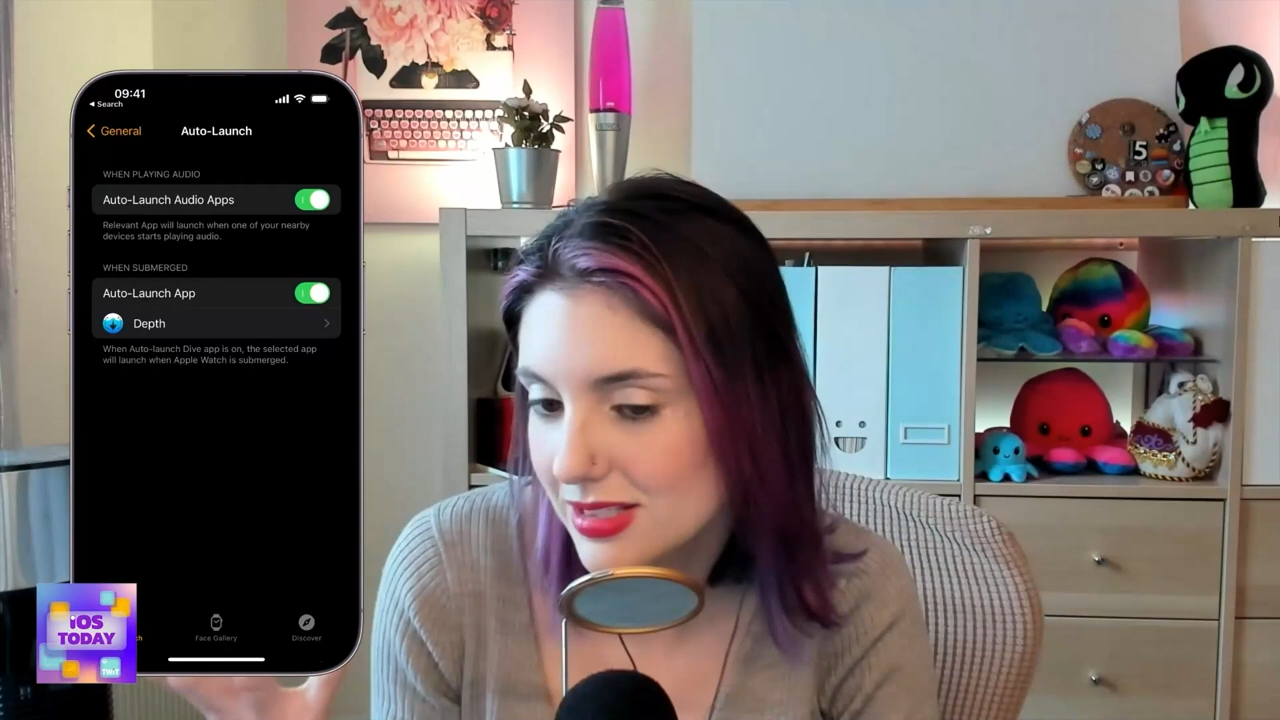 09:41
Search
General
Auto-Launch
WHEN PLAYING AUDIO
Auto-Launch Audio Apps
Relevant App will launch when one of your nearby
devices starts playing audio.
WHEN SUBMERGED
Auto-Launch App
Depth
When Auto-launch Dive app is on, the selected app
will launch when Apple Watch is submerged.
Face Gallery
Discover
iOS
TODAY
TWiT
5